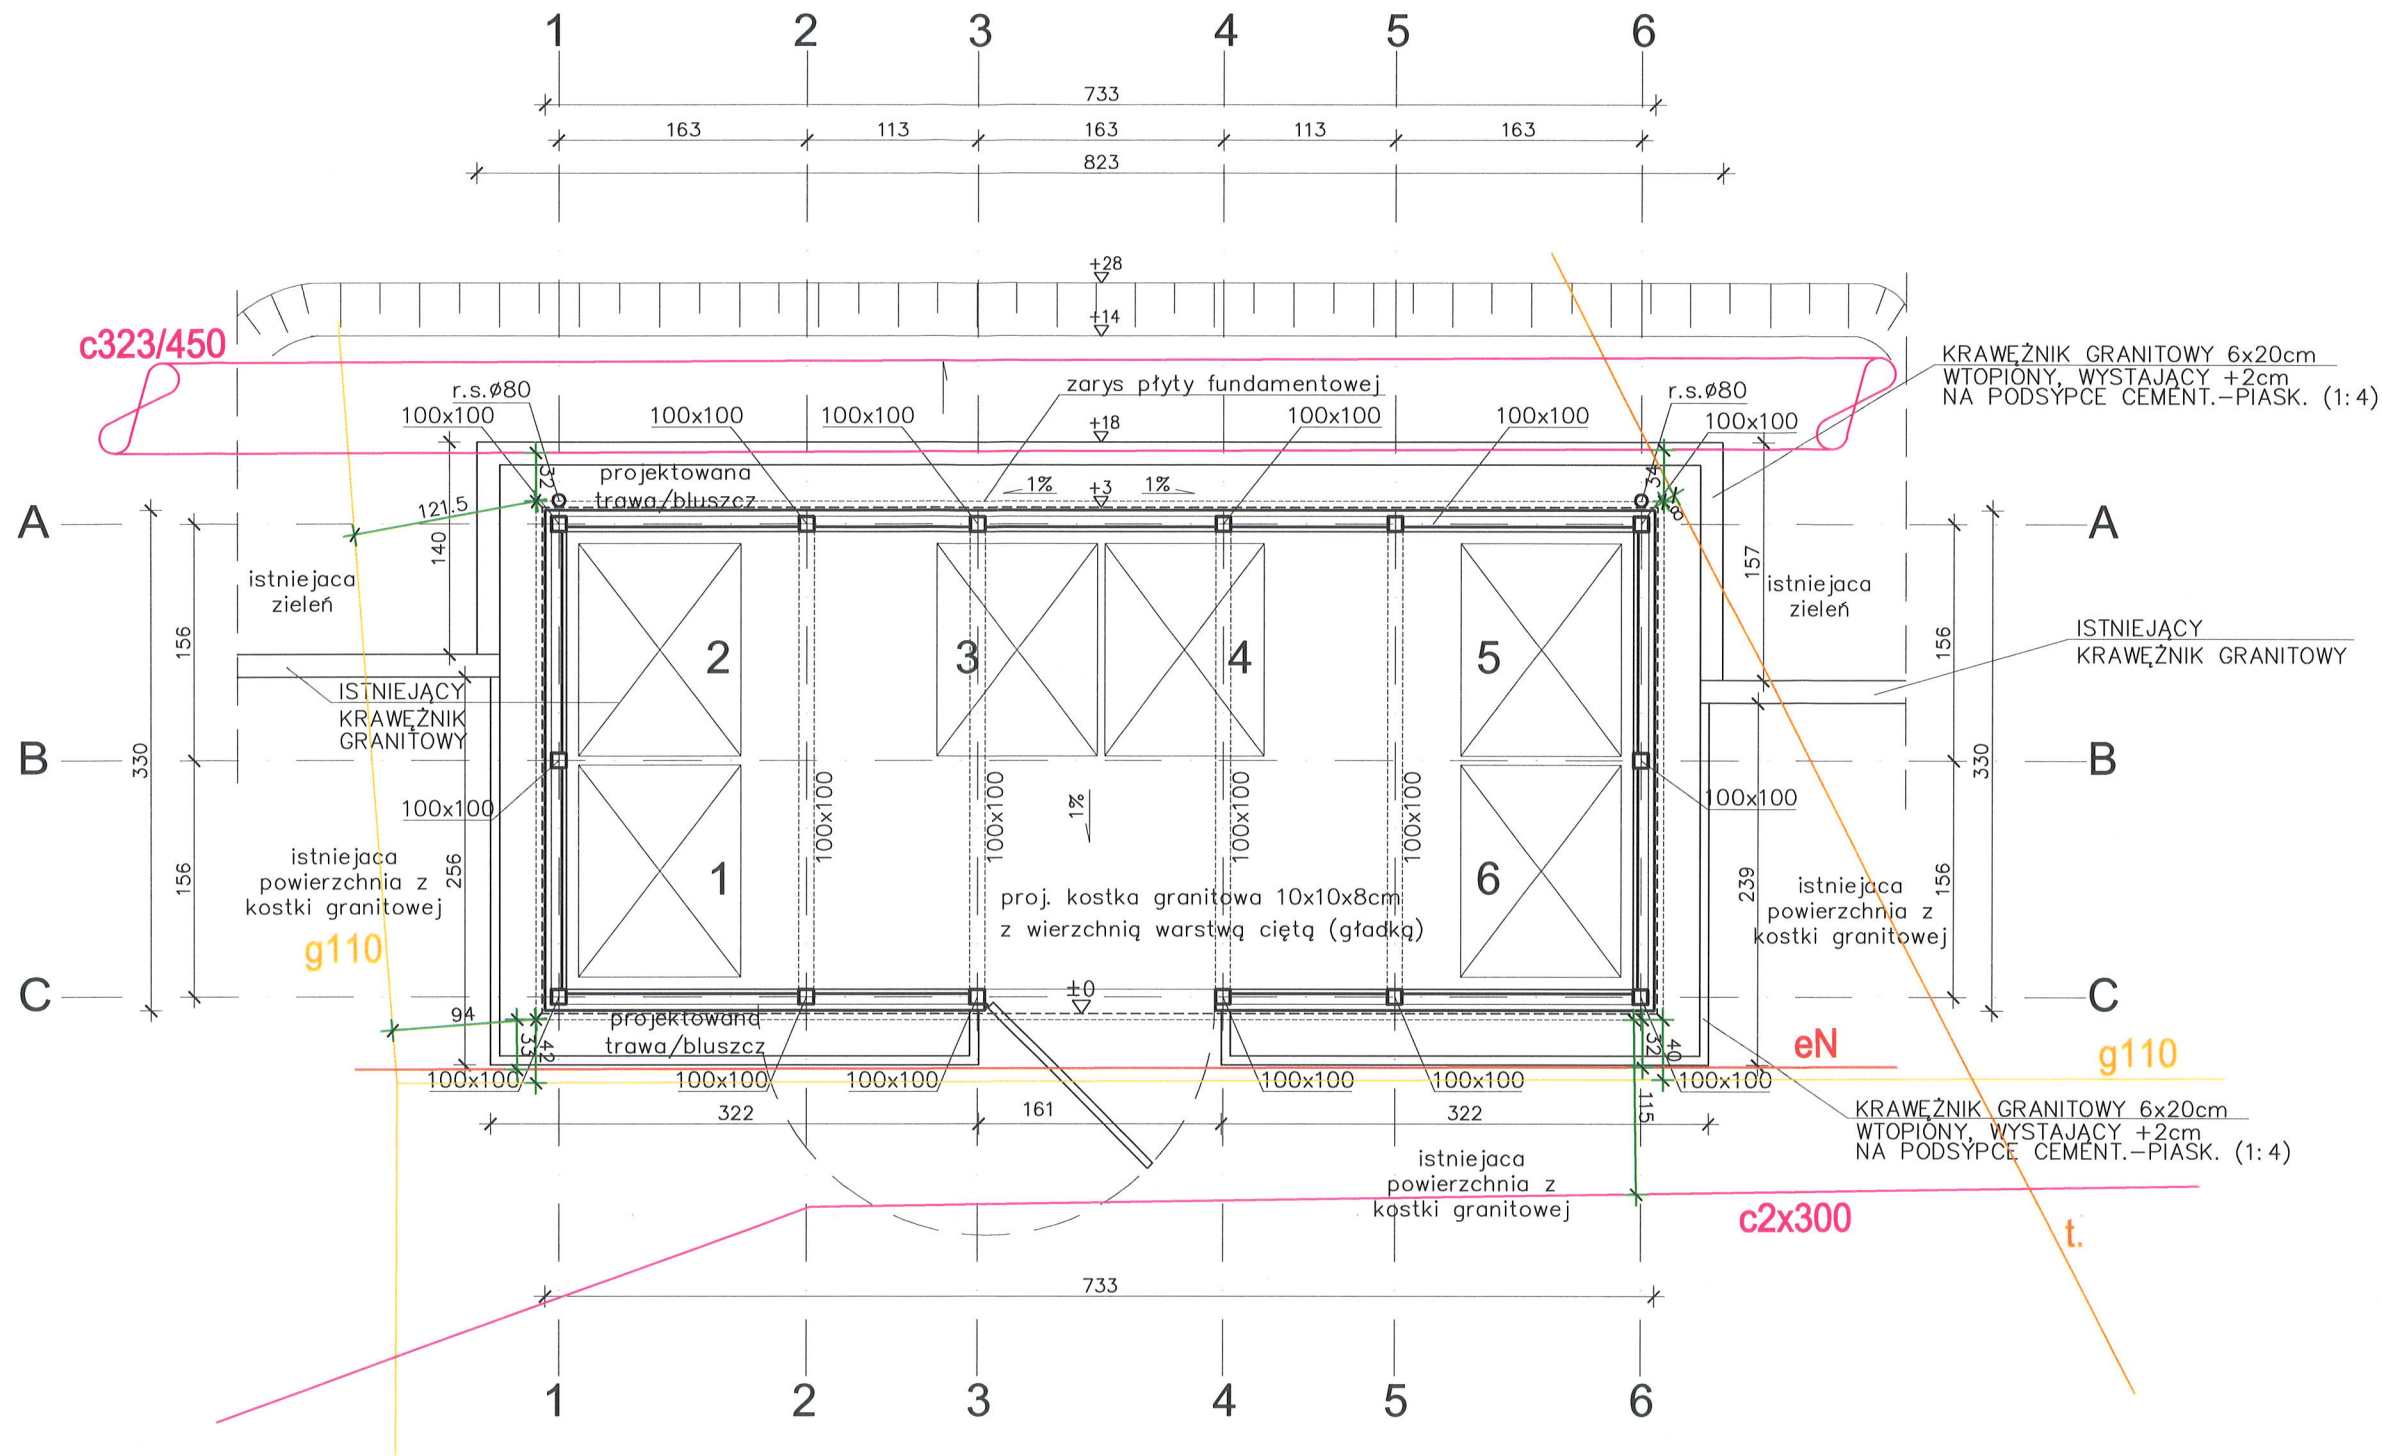 1 2 3 4 5 6
733
163 113 163 113 163
823
+28
+14
c323/450
KRAWĘŻNIK GRANITOWY 6x20cm
WTOPIONY, WYSTAJĄCY +2cm
NA PODSYPCE CEMENT.-PIASK. (1:4)
zarys płyty fundamentowej
r.s.ø80
r.s.ø80
100x100 100x100 100x100 100x100 100x100 100x100
+18
projektowana
trawa/bluszcz
32
1% +3 1%
54
8
121.5
A
A
140
157
istniejaca
zieleń
istniejaca
zieleń
156
156
ISTNIEJĄCY
KRAWĘŻNIK GRANITOWY
2 3 4 5
ISTNIEJĄCY
KRAWĘŻNIK
GRANITOWY
B
B
330
330
100x100
100x100
100x100 100x100 100x100 100x100
1%
istniejaca
powierzchnia z
kostki granitowej
256
156
1
6
239
156
proj. kostka granitowa 10x10x8cm
z wierzchnią warstwą ciętą (gładką)
istniejaca
powierzchnia z
kostki granitowej
g110
C
C
±0
94
projektowana
trawa/bluszcz
33
42
32
40
eN
g110
100x100 100x100 100x100 100x100 100x100 100x100
322 161 322
115
KRAWĘŻNIK GRANITOWY 6x20cm
WTOPIONY, WYSTAJĄCY +2cm
NA PODSYPCE CEMENT.-PIASK. (1:4)
istniejaca
powierzchnia z
kostki granitowej
c2x300
t.
733
1 2 3 4 5 6